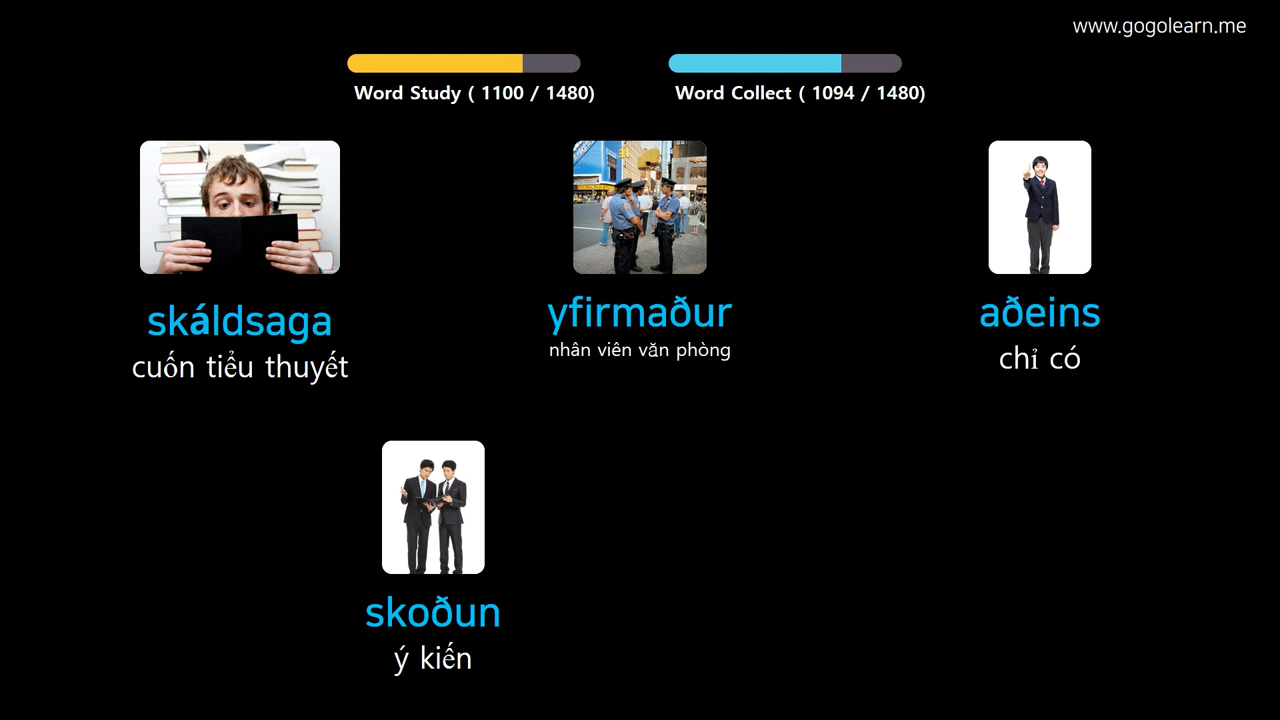 www.gogolearn.me
Word Study ( 1100 / 1480)
Word Collect ( 1094 / 1480)
skáldsaga
cuốn tiểu thuyết
yfirmaður
nhân viên văn phòng
aðeins
chỉ có
skoðun
ý kiến